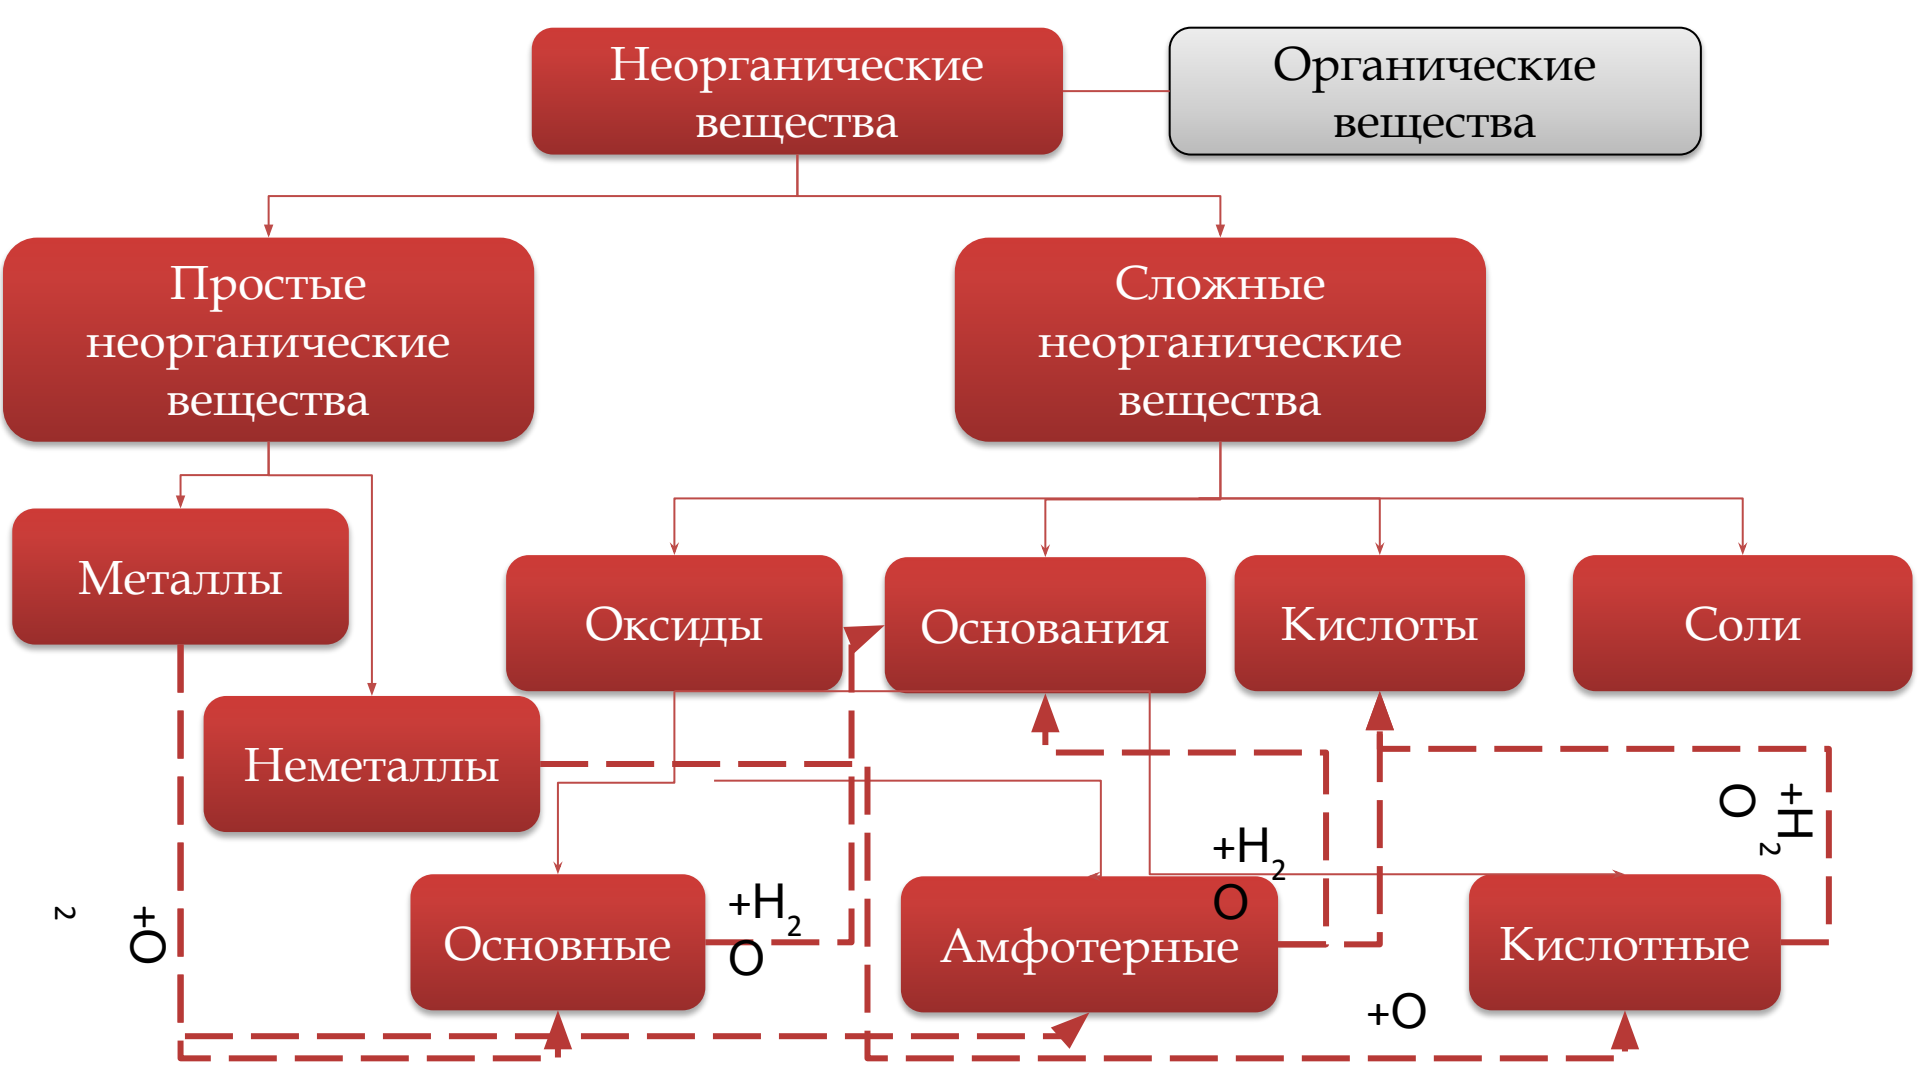 Неорганические
вещества
Органические
вещества
Простые
неорганические
вещества
Сложные
неорганические
вещества
Металлы
Оксиды
Основания
Кислоты
Соли
Неметаллы
+H2
O
+H2
O
+H2
O
+O
2
Основные
Амфотерные
Кислотные
+O